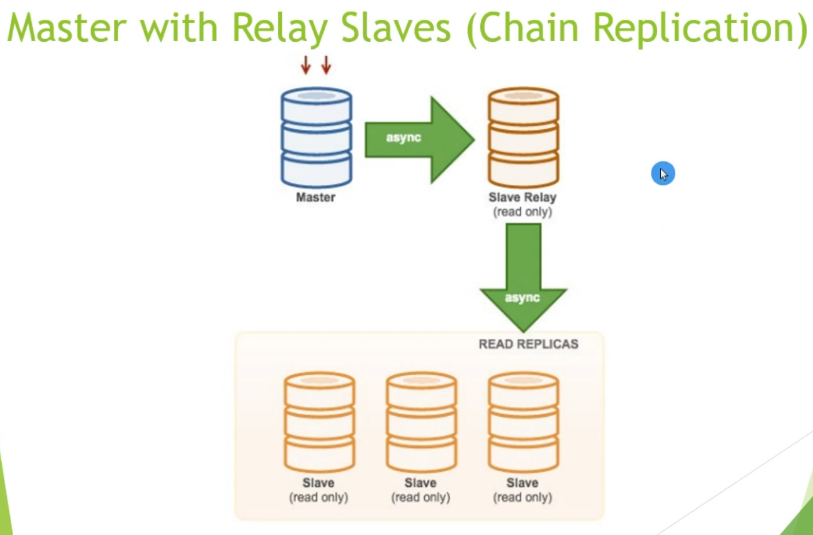 Master with Relay Slaves (Chain Replication)
async
Master
Slave Relay
(read only)
async
READ REPLICAS
Slave
(read only)
Slave
(read only)
Slave
(read only)